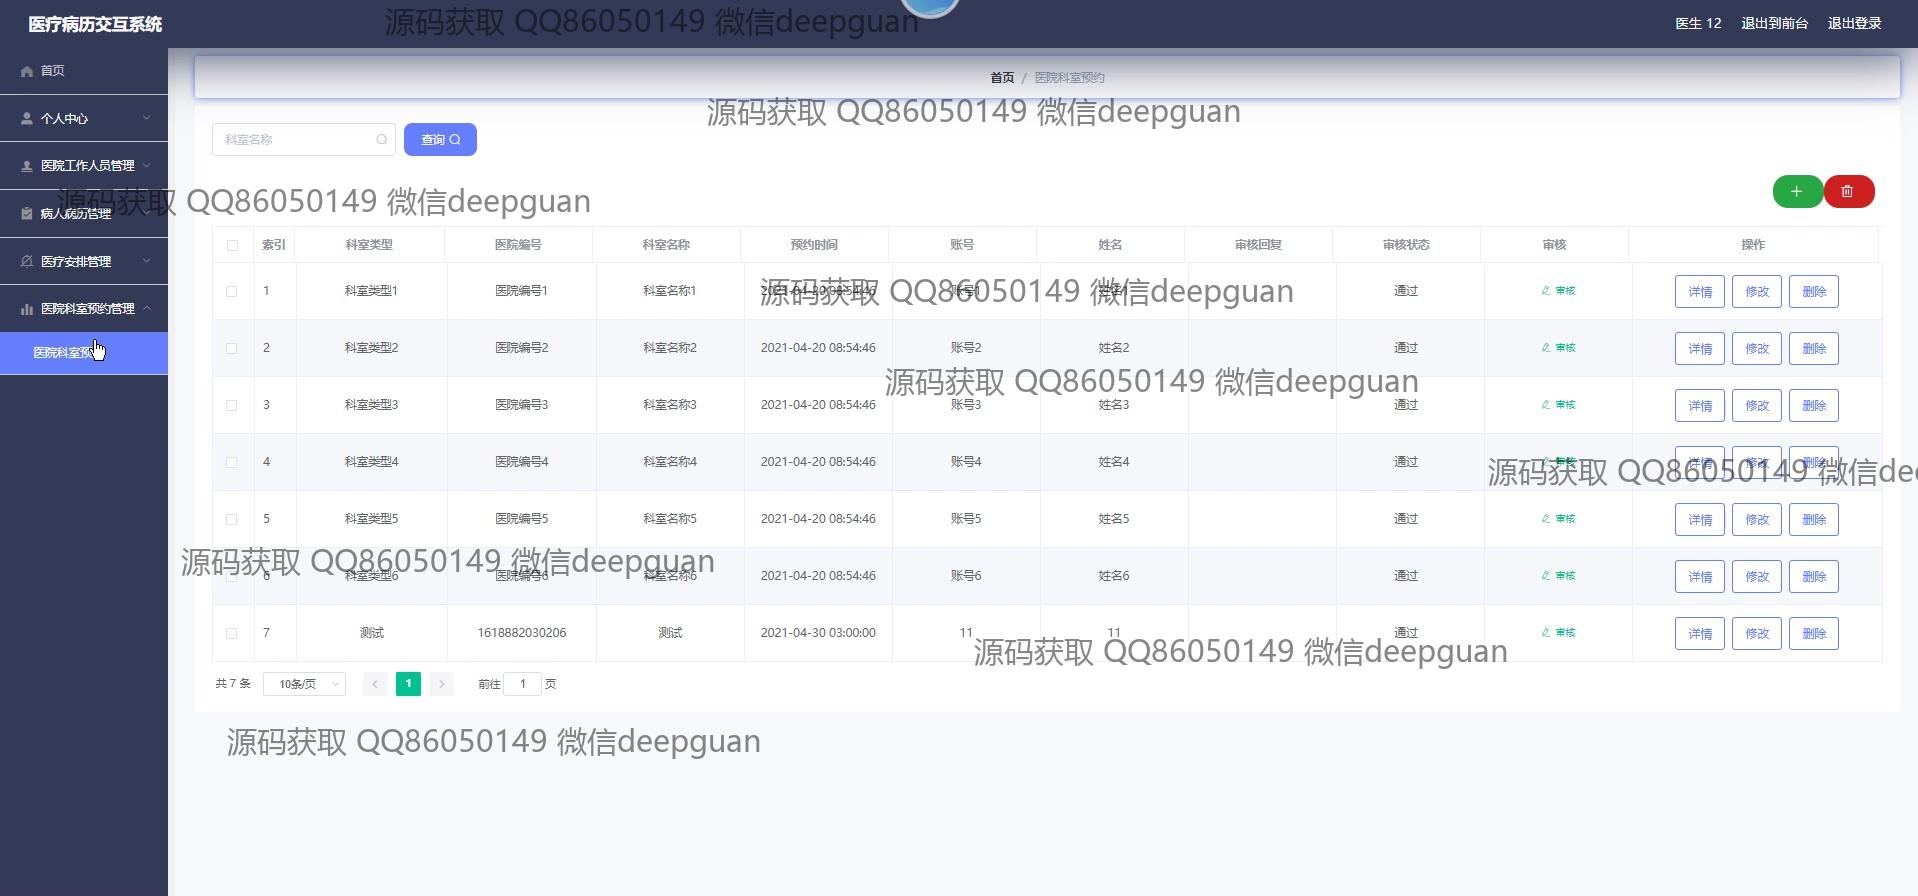 医疗病历交互系统
源码获取 QQ86050149 微信deepguan
医生 12 退出到前台 退出登录
首页
首页 / 医院科室预约
源码获取 QQ86050149 微信deepguan
个人中心
科室名称 查询
医院工作人员管理
源码获取 QQ86050149 微信deepguan
病人病历管理
医疗安排管理
医院科室预约管理
医院科室预约
索引 科室类型 医院编号 科室名称 预约时间 账号 姓名 审核回复 审核状态 审核 操作
1 科室类型1 医院编号1 科室名称1 2021-04-20 08:54:46 账号1 姓名1 通过 审核 详情 修改 删除
源码获取 QQ86050149 微信deepguan
2 科室类型2 医院编号2 科室名称2 2021-04-20 08:54:46 账号2 姓名2 通过 审核 详情 修改 删除
源码获取 QQ86050149 微信deepguan
3 科室类型3 医院编号3 科室名称3 2021-04-20 08:54:46 账号3 姓名3 通过 审核 详情 修改 删除
4 科室类型4 医院编号4 科室名称4 2021-04-20 08:54:46 账号4 姓名4 通过 审核 详情 修改 删除
源码获取 QQ86050149 微信dee
5 科室类型5 医院编号5 科室名称5 2021-04-20 08:54:46 账号5 姓名5 通过 审核 详情 修改 删除
源码获取 QQ86050149 微信deepguan
6 科室类型6 医院编号6 科室名称6 2021-04-20 08:54:46 账号6 姓名6 通过 审核 详情 修改 删除
7 测试 1618882030206 测试 2021-04-30 03:00:00 11 11 通过 审核 详情 修改 删除
源码获取 QQ86050149 微信deepguan
共 7 条 10条/页 1 前往 1 页
源码获取 QQ86050149 微信deepguan